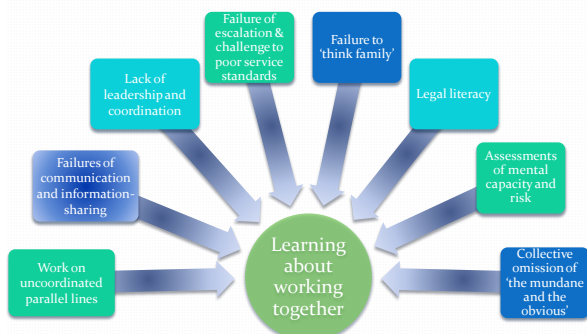 Failure of
escalation &
challenge to
poor service
standards
Failure to
‘think family’
Lack of
leadership and
coordination
Legal literacy
Failures of
communication
and information-
sharing
Assessments
of mental
capacity and
risk
Work on
uncoordinated
parallel lines
Learning
about
working
together
Collective
omission of
‘the mundane
and the
obvious’